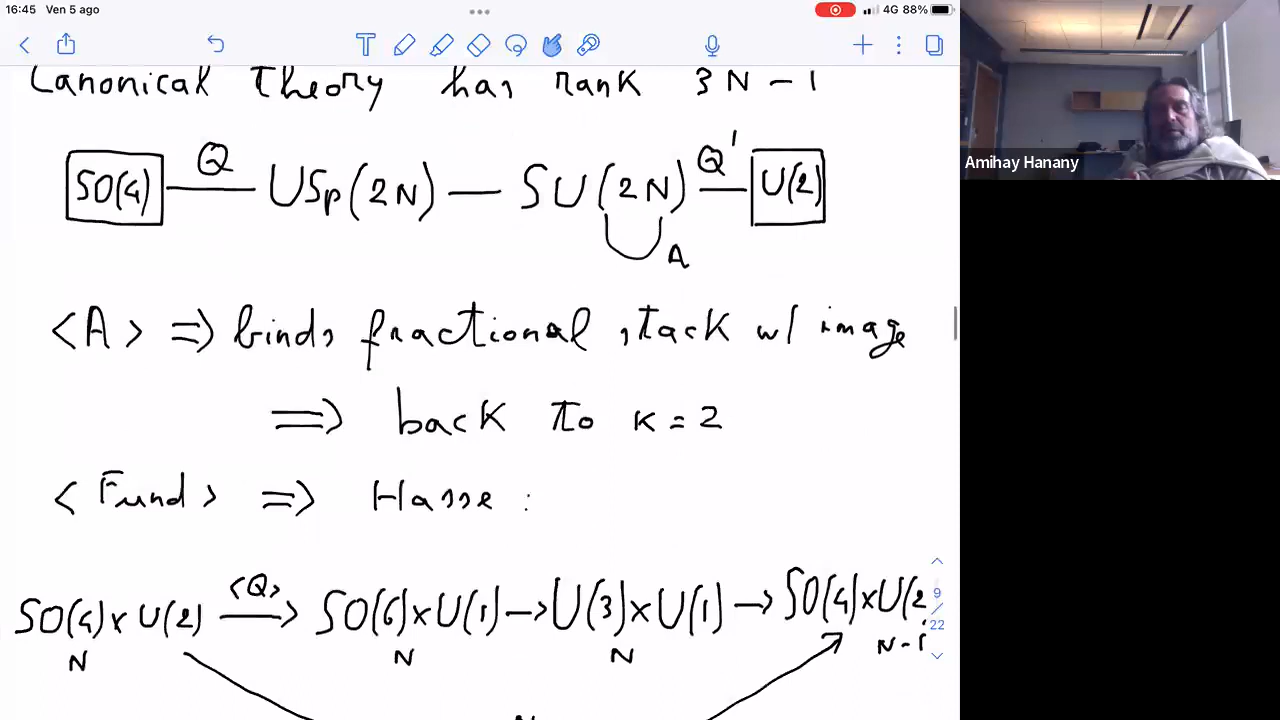 16:45 Ven 5 ago
4G 88%
Canonical Theory has rank 3N-1
SO(4) Q USp(2N) — SU(2N) Q' U(2)
A
<A> => binds fractional stack w/ image
=> back to k = 2
<Fund> => Hasse :
SO(4)×U(2) <Q> → SO(6)×U(1) → U(3)×U(1) → SO(4)×U(2
N N N N-1
9/22
Amihay Hanany